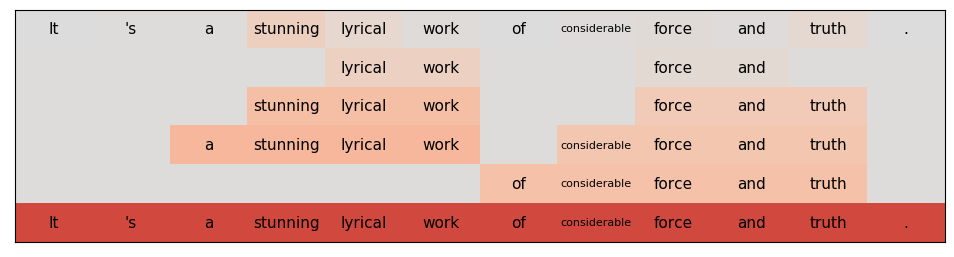 It 's a stunning lyrical work of considerable force and truth .
lyrical work force and
stunning lyrical work force and truth
a stunning lyrical work considerable force and truth
of considerable force and truth
It 's a stunning lyrical work of considerable force and truth .